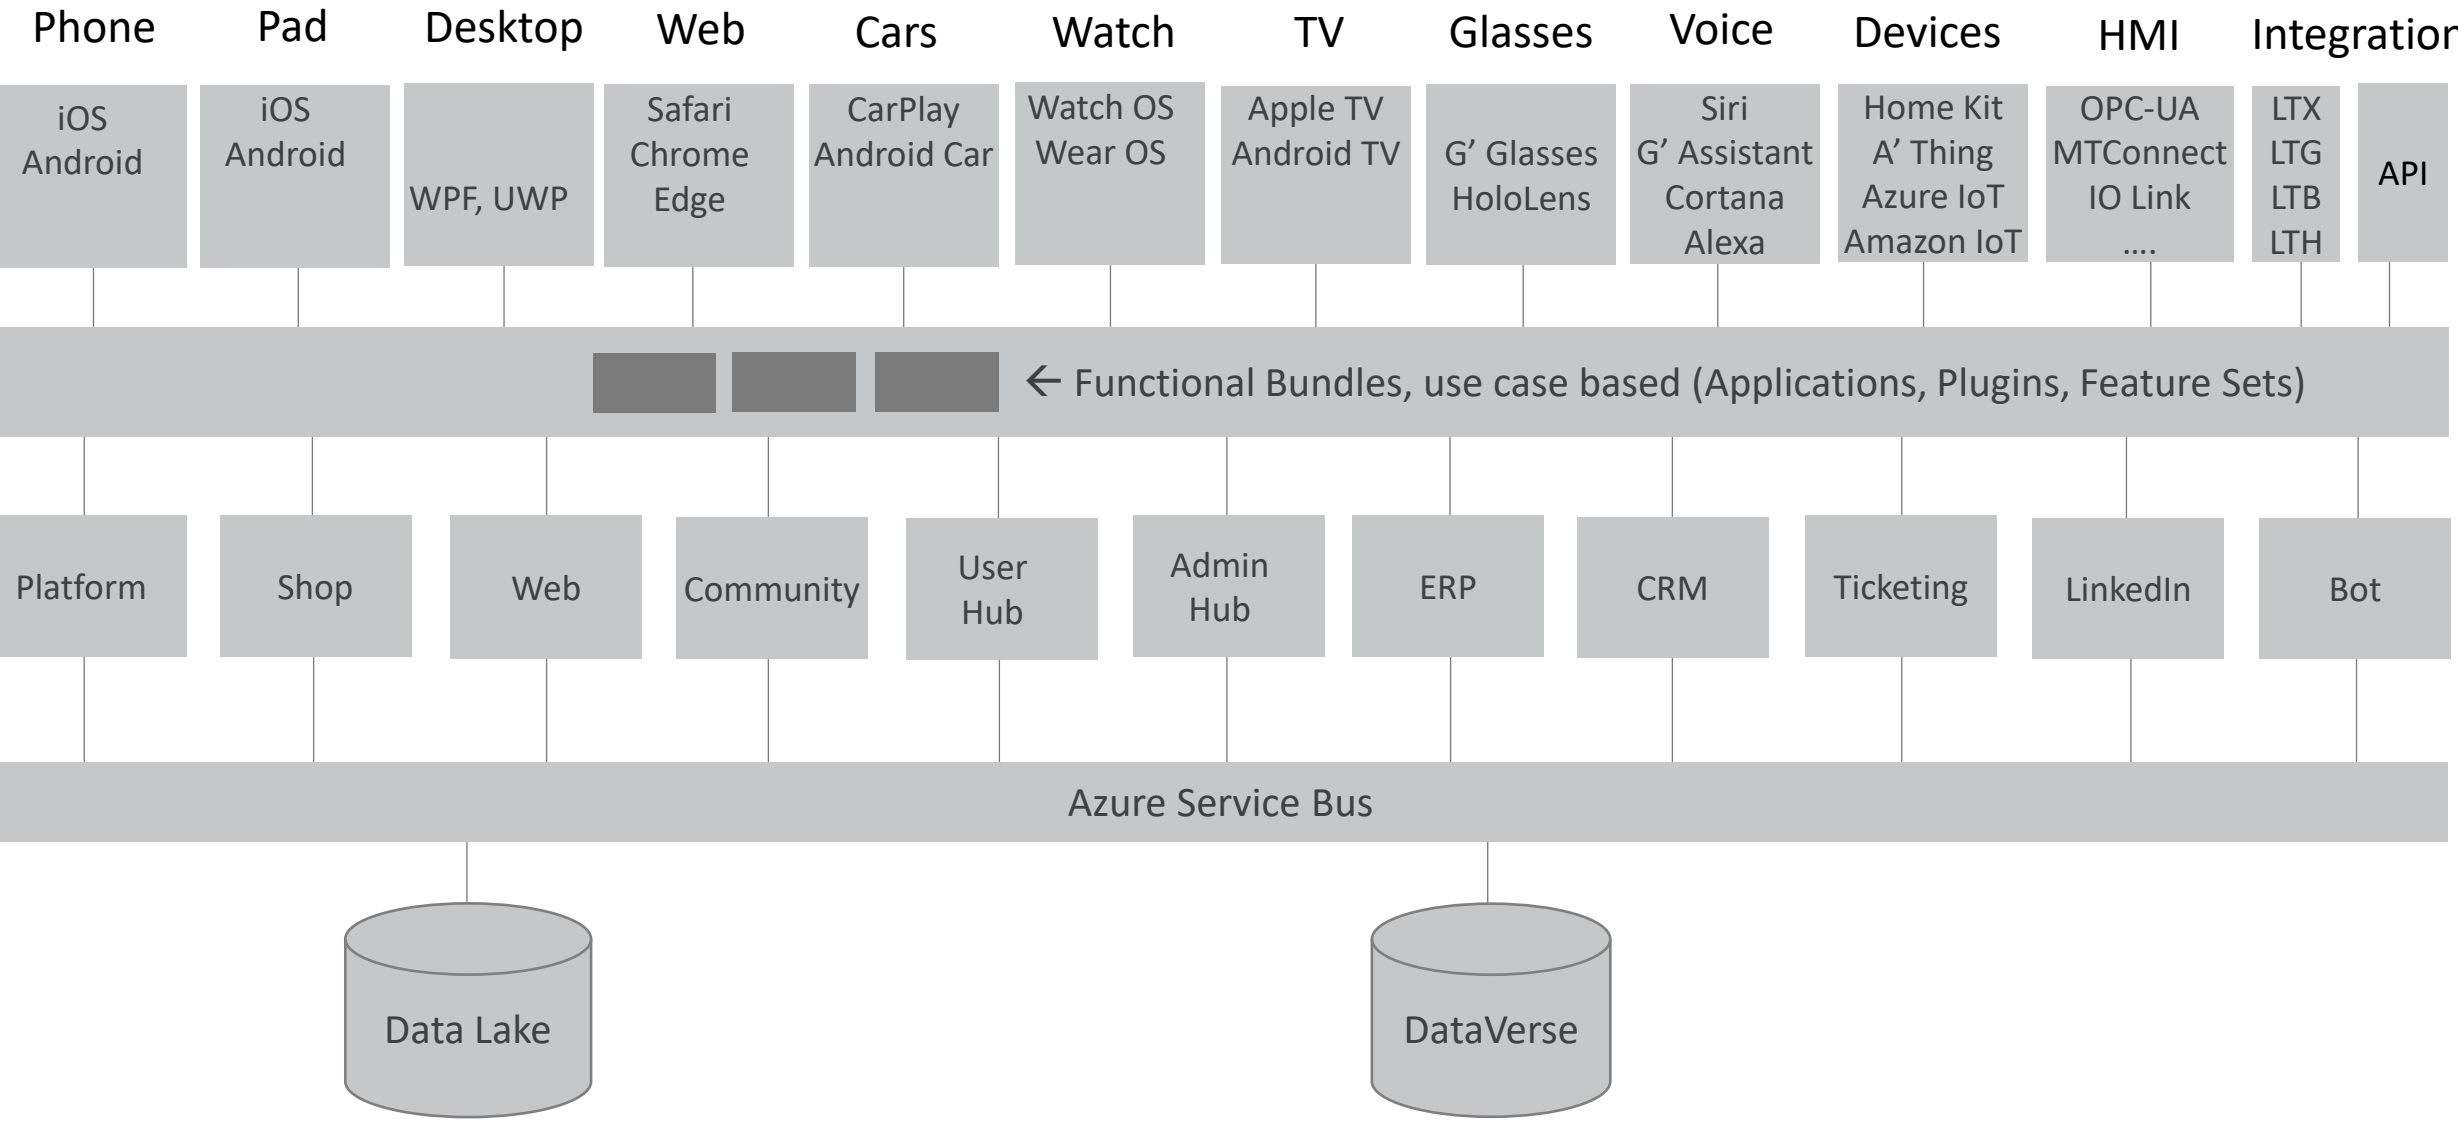 Phone
Pad
Desktop
Web
Cars
Watch
TV
Glasses
Voice
Devices
HMI
Integration
iOS
Android
iOS
Android
WPF, UWP
Safari
Chrome
Edge
CarPlay
Android Car
Watch OS
Wear OS
Apple TV
Android TV
G’ Glasses
HoloLens
Siri
G’ Assistant
Cortana
Alexa
Home Kit
A’ Thing
Azure IoT
Amazon IoT
OPC-UA
MTConnect
IO Link
....
LTX
LTG
LTB
LTH
API
← Functional Bundles, use case based (Applications, Plugins, Feature Sets)
Platform
Shop
Web
Community
User
Hub
Admin
Hub
ERP
CRM
Ticketing
LinkedIn
Bot
Azure Service Bus
Data Lake
DataVerse